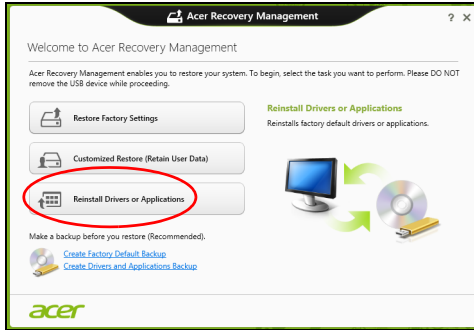 Acer Recovery Management
? X
Welcome to Acer Recovery Management
Acer Recovery Management enables you to restore your system. To begin, select the task you want to perform. Please DO NOT
remove the USB device while proceeding.
Restore Factory Settings
Customized Restore (Retain User Data)
Reinstall Drivers or Applications
Reinstall Drivers or Applications
Reinstalls factory default drivers or applications.
Make a backup before you restore (Recommended).
Create Factory Default Backup
Create Drivers and Applications Backup
acer